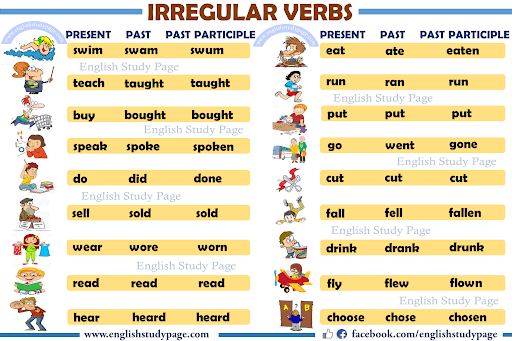 IRREGULAR VERBS
PRESENT PAST PAST PARTICIPLE
swim swam swum
English Study Page
teach taught taught
buy bought bought
English Study Page
speak spoke spoken
do did done
English Study Page
sell sold sold
wear wore worn
English Study Page
read read read
hear heard heard
www.englishstudypage.com
PRESENT PAST PAST PARTICIPLE
eat ate eaten
run ran run
English Study Page
put put put
go went gone
English Study Page
cut cut cut
fall fell fallen
English Study Page
drink drank drunk
fly flew flown
English Study Page
A B
choose chose chosen
facebook.com/englishstudypage